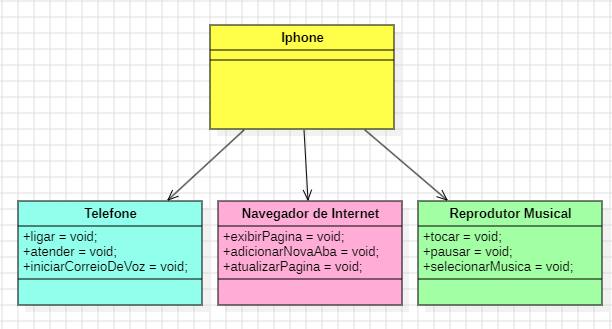 Iphone
Telefone
+ligar = void;
+atender = void;
+iniciarCorreioDeVoz = void;
Navegador de Internet
+exibirPagina = void;
+adicionarNovaAba = void;
+atualizarPagina = void;
Reprodutor Musical
+tocar = void;
+pausar = void;
+selecionarMusica = void;